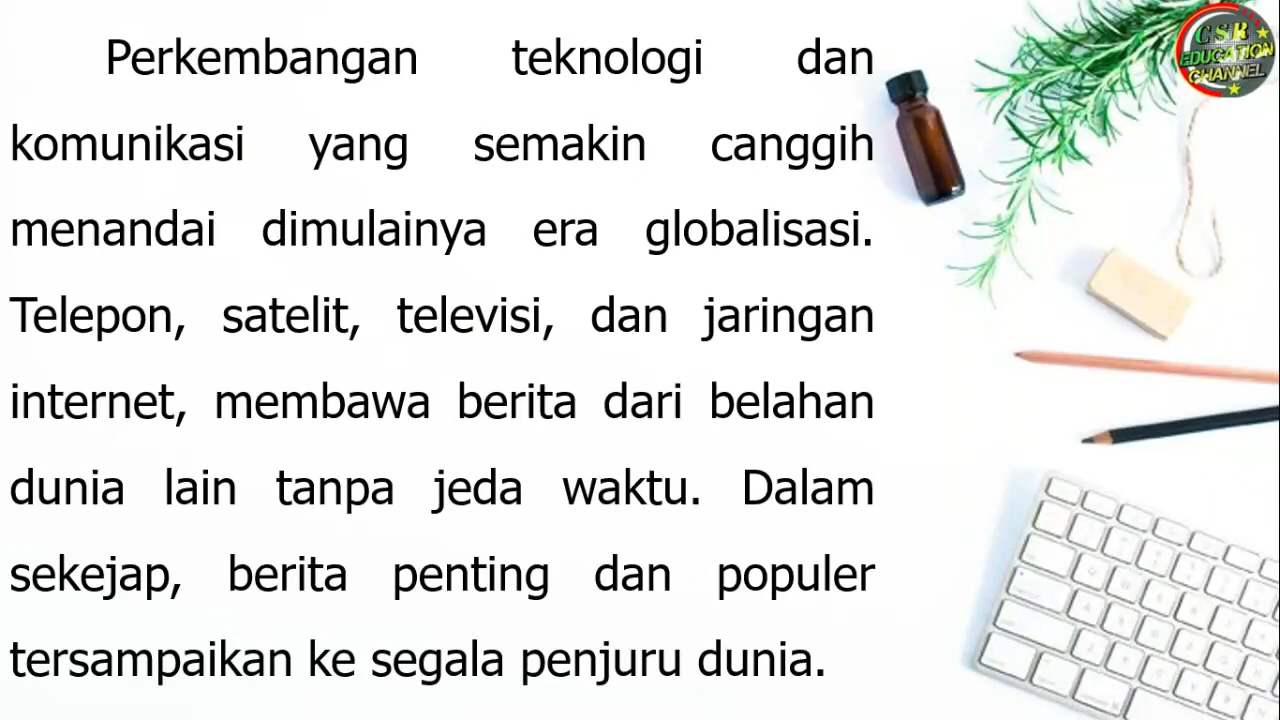 Perkembangan teknologi dan
komunikasi yang semakin canggih
menandai dimulainya era globalisasi.
Telepon, satelit, televisi, dan jaringan
internet, membawa berita dari belahan
dunia lain tanpa jeda waktu. Dalam
sekejap, berita penting dan populer
tersampaikan ke segala penjuru dunia.
CSR
EDUCATION
CHANNEL